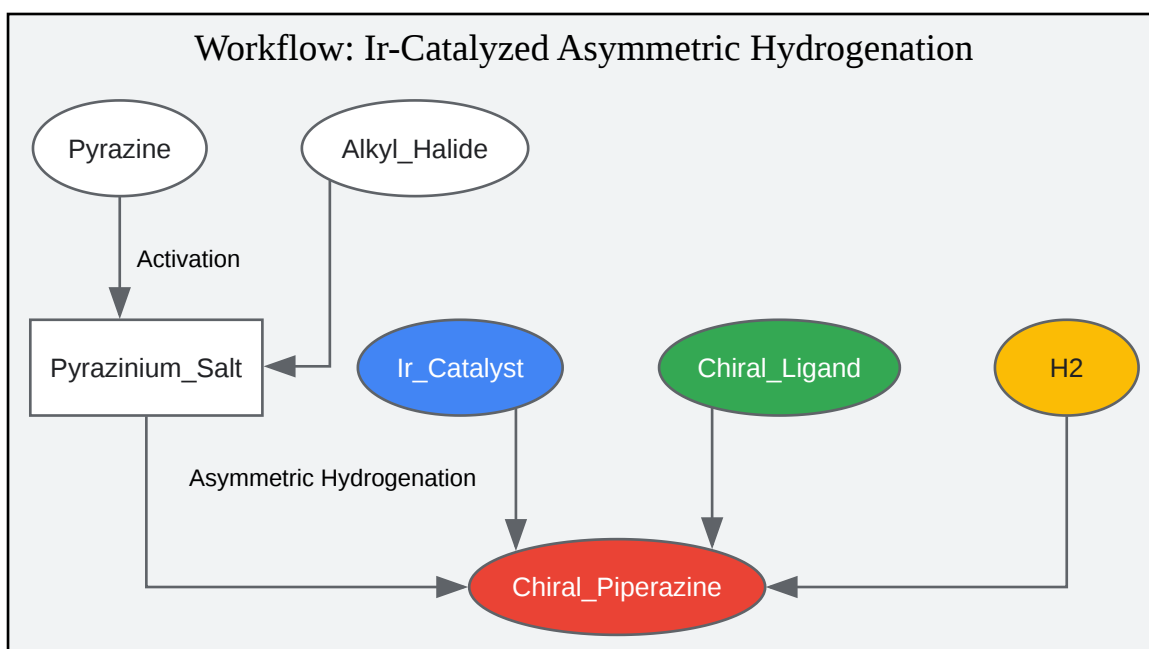 Workflow: Ir-Catalyzed Asymmetric Hydrogenation
Pyrazine
Alkyl_Halide
Activation
Pyrazinium_Salt
Ir_Catalyst
Chiral_Ligand
H2
Asymmetric Hydrogenation
Chiral_Piperazine